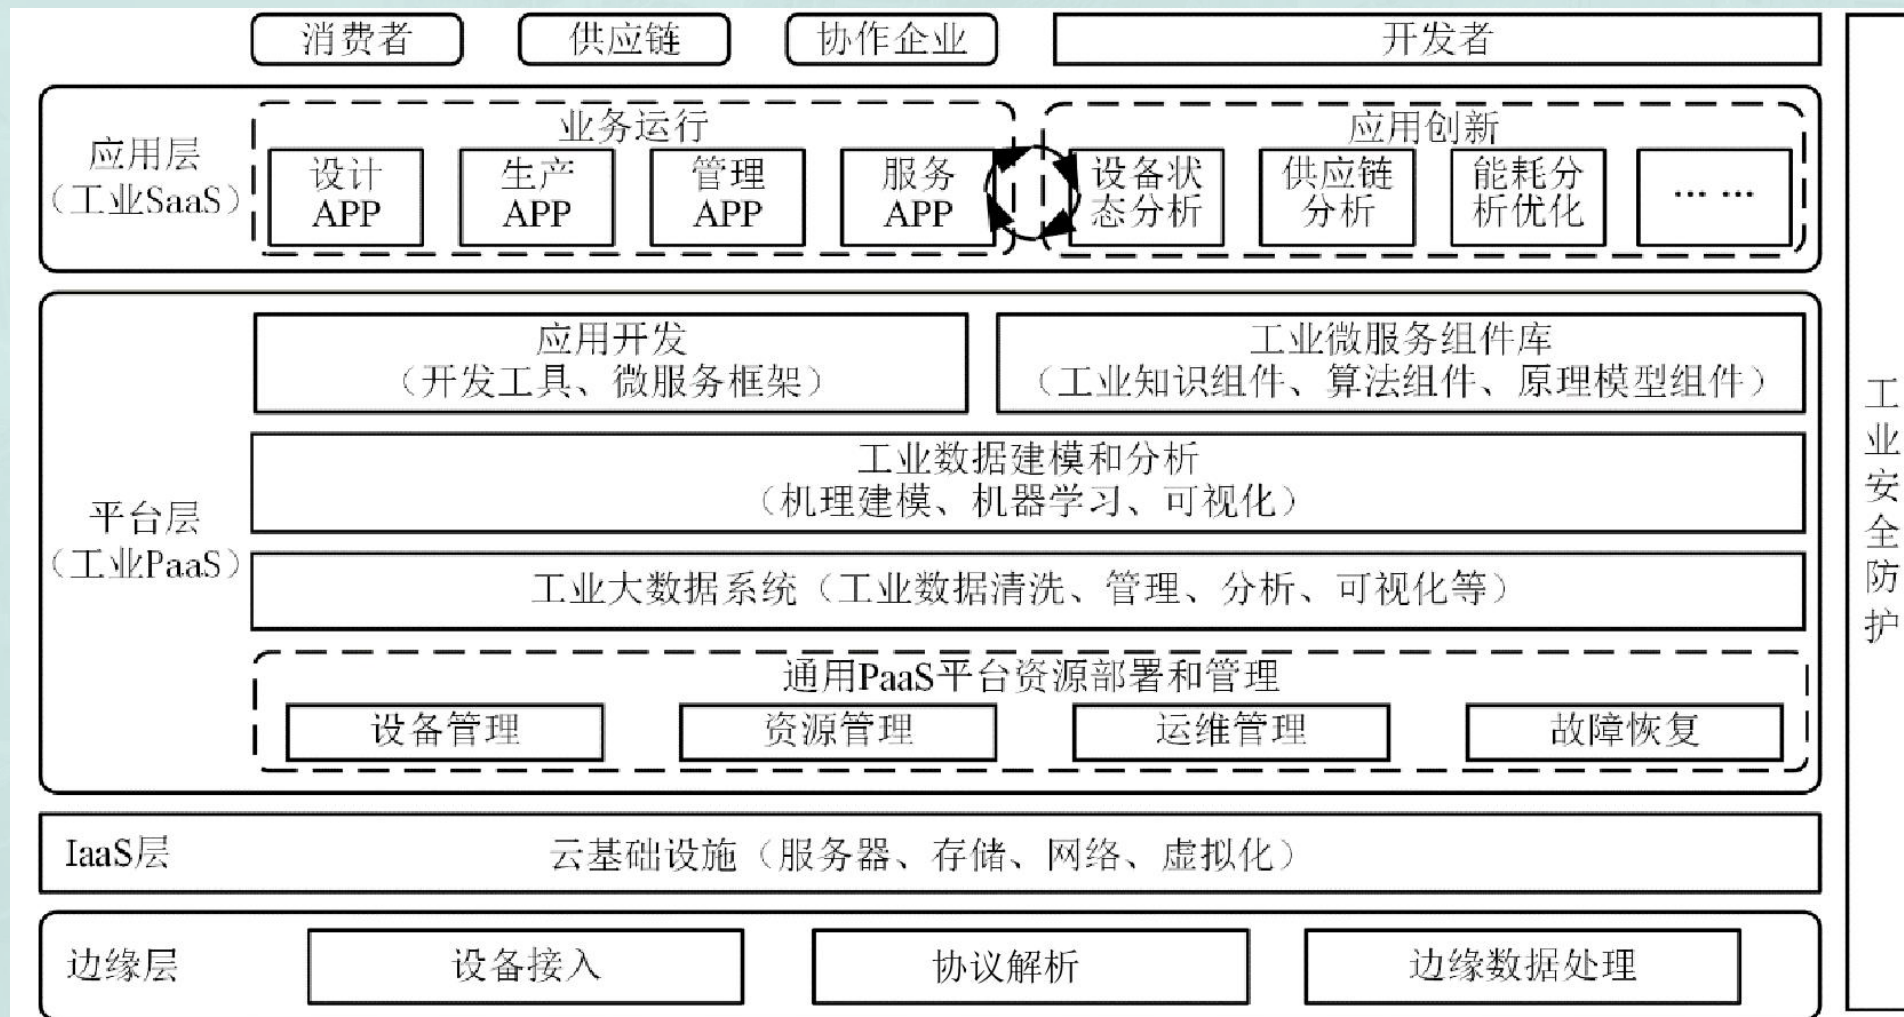 消费者 供应链 协作企业 开发者
应用层
（工业SaaS）
业务运行
设计
APP
生产
APP
管理
APP
服务
APP
应用创新
设备状
态分析
供应链
分析
能耗分
析优化
... ...
平台层
（工业PaaS）
应用开发
（开发工具、微服务框架）
工业微服务组件库
（工业知识组件、算法组件、原理模型组件）
工业数据建模和分析
（机理建模、机器学习、可视化）
工业大数据系统（工业数据清洗、管理、分析、可视化等）
通用PaaS平台资源部署和管理
设备管理 资源管理 运维管理 故障恢复
IaaS层 云基础设施（服务器、存储、网络、虚拟化）
边缘层 设备接入 协议解析 边缘数据处理
工业安全防护